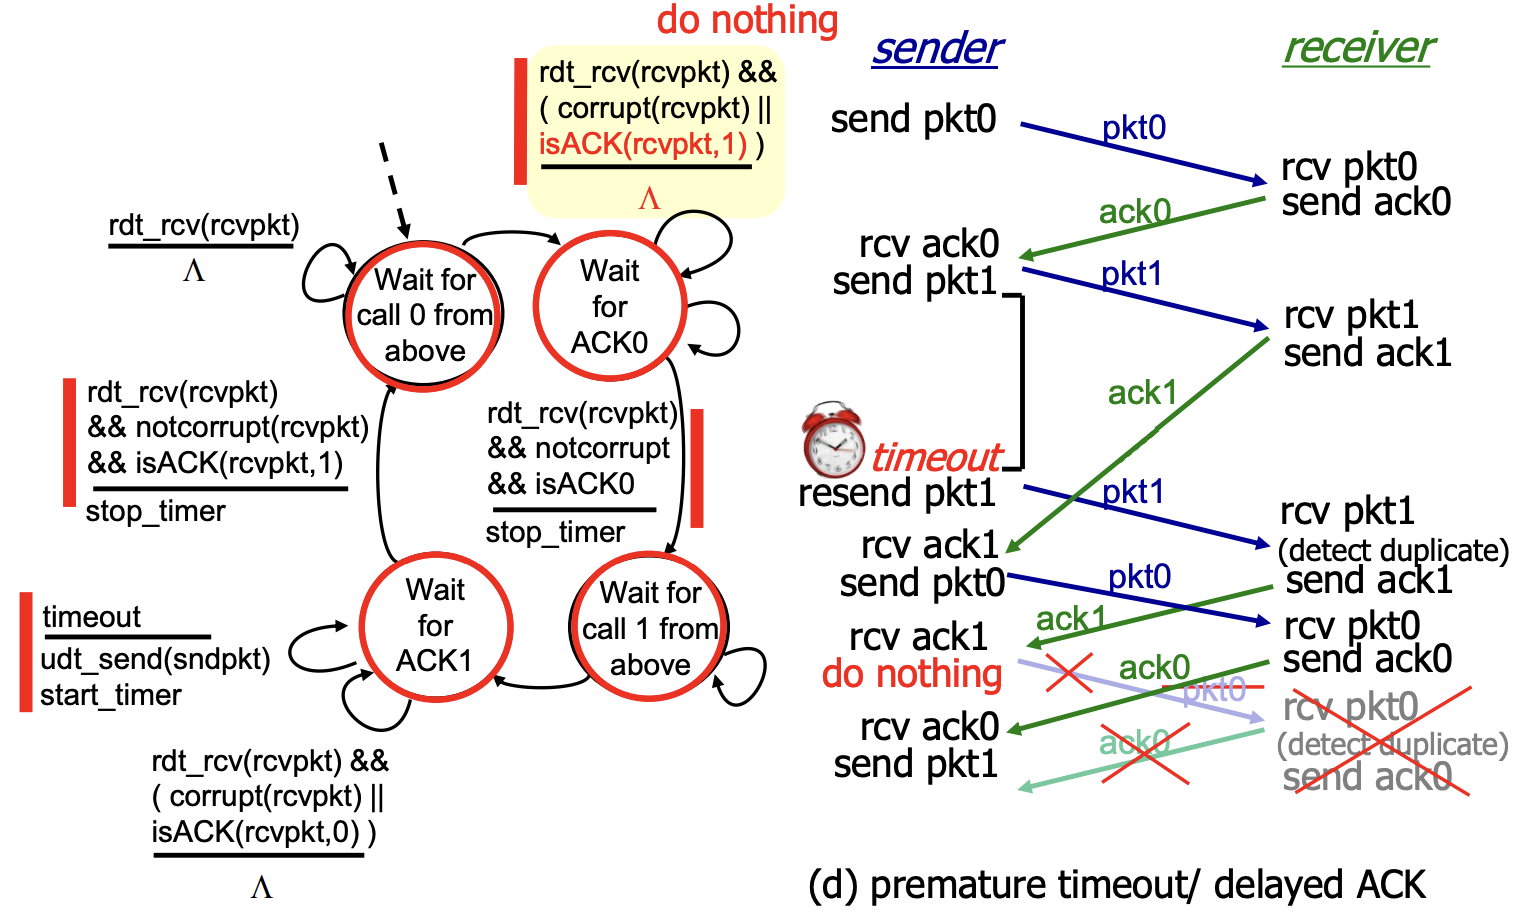 do nothing
rdt_rcv(rcvpkt) &&
( corrupt(rcvpkt) ||
isACK(rcvpkt,1) )
Λ
rdt_rcv(rcvpkt)
Λ
Wait for
call 0 from
above
Wait
for
ACK0
rdt_rcv(rcvpkt)
&& notcorrupt(rcvpkt)
&& isACK(rcvpkt,1)
stop_timer
rdt_rcv(rcvpkt)
&& notcorrupt
&& isACK0
stop_timer
Wait
for
ACK1
Wait for
call 1 from
above
timeout
udt_send(sndpkt)
start_timer
rdt_rcv(rcvpkt) &&
( corrupt(rcvpkt) ||
isACK(rcvpkt,0) )
Λ
sender
receiver
send pkt0
pkt0
rcv pkt0
send ack0
ack0
rcv ack0
send pkt1
pkt1
rcv pkt1
send ack1
ack1
timeout
resend pkt1
pkt1
rcv pkt1
(detect duplicate)
send ack1
rcv ack1
send pkt0
pkt0
rcv pkt0
send ack0
ack1
rcv ack1
do nothing
ack0
pkt0
rcv pkt0
(detect duplicate)
send ack0
rcv ack0
send pkt1
ack0
(d) premature timeout/ delayed ACK